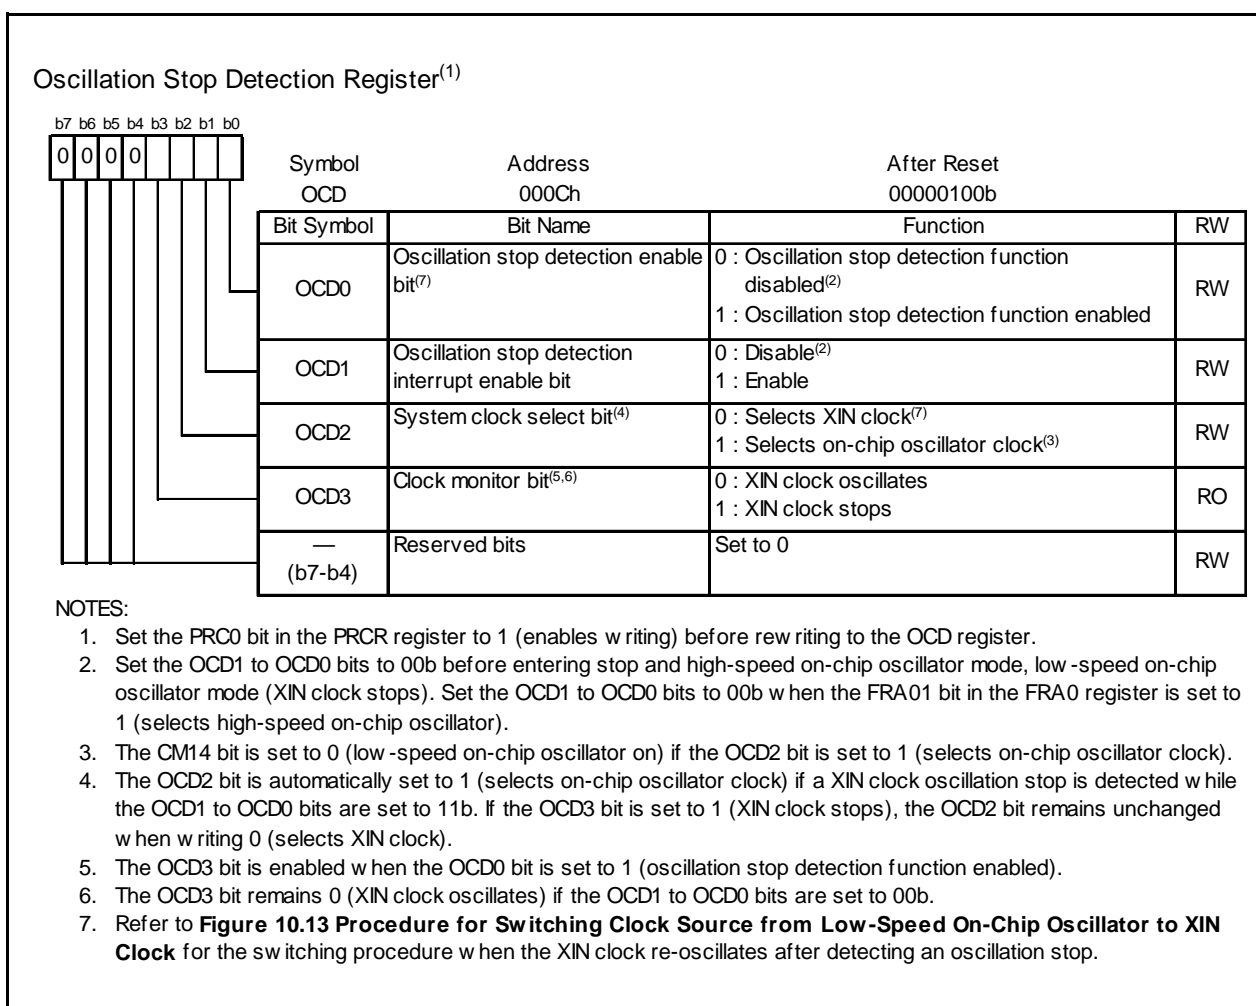 Oscillation Stop Detection Register(1)
b7 b6 b5 b4 b3 b2 b1 b0
0 0 0 0
Symbol Address After Reset
OCD 000Ch 00000100b
Bit Symbol Bit Name Function RW
OCD0 Oscillation stop detection enable bit(7) 0 : Oscillation stop detection function disabled(2)
1 : Oscillation stop detection function enabled RW
OCD1 Oscillation stop detection interrupt enable bit 0 : Disable(2)
1 : Enable RW
OCD2 System clock select bit(4) 0 : Selects XIN clock(7)
1 : Selects on-chip oscillator clock(3) RW
OCD3 Clock monitor bit(5,6) 0 : XIN clock oscillates
1 : XIN clock stops RO
— (b7-b4) Reserved bits Set to 0 RW
NOTES:
1. Set the PRC0 bit in the PRCR register to 1 (enables writing) before rewriting to the OCD register.
2. Set the OCD1 to OCD0 bits to 00b before entering stop and high-speed on-chip oscillator mode, low-speed on-chip
oscillator mode (XIN clock stops). Set the OCD1 to OCD0 bits to 00b when the FRA01 bit in the FRA0 register is set to
1 (selects high-speed on-chip oscillator).
3. The CM14 bit is set to 0 (low-speed on-chip oscillator on) if the OCD2 bit is set to 1 (selects on-chip oscillator clock).
4. The OCD2 bit is automatically set to 1 (selects on-chip oscillator clock) if a XIN clock oscillation stop is detected while
the OCD1 to OCD0 bits are set to 11b. If the OCD3 bit is set to 1 (XIN clock stops), the OCD2 bit remains unchanged
when writing 0 (selects XIN clock).
5. The OCD3 bit is enabled when the OCD0 bit is set to 1 (oscillation stop detection function enabled).
6. The OCD3 bit remains 0 (XIN clock oscillates) if the OCD1 to OCD0 bits are set to 00b.
7. Refer to Figure 10.13 Procedure for Switching Clock Source from Low-Speed On-Chip Oscillator to XIN
Clock for the switching procedure when the XIN clock re-oscillates after detecting an oscillation stop.